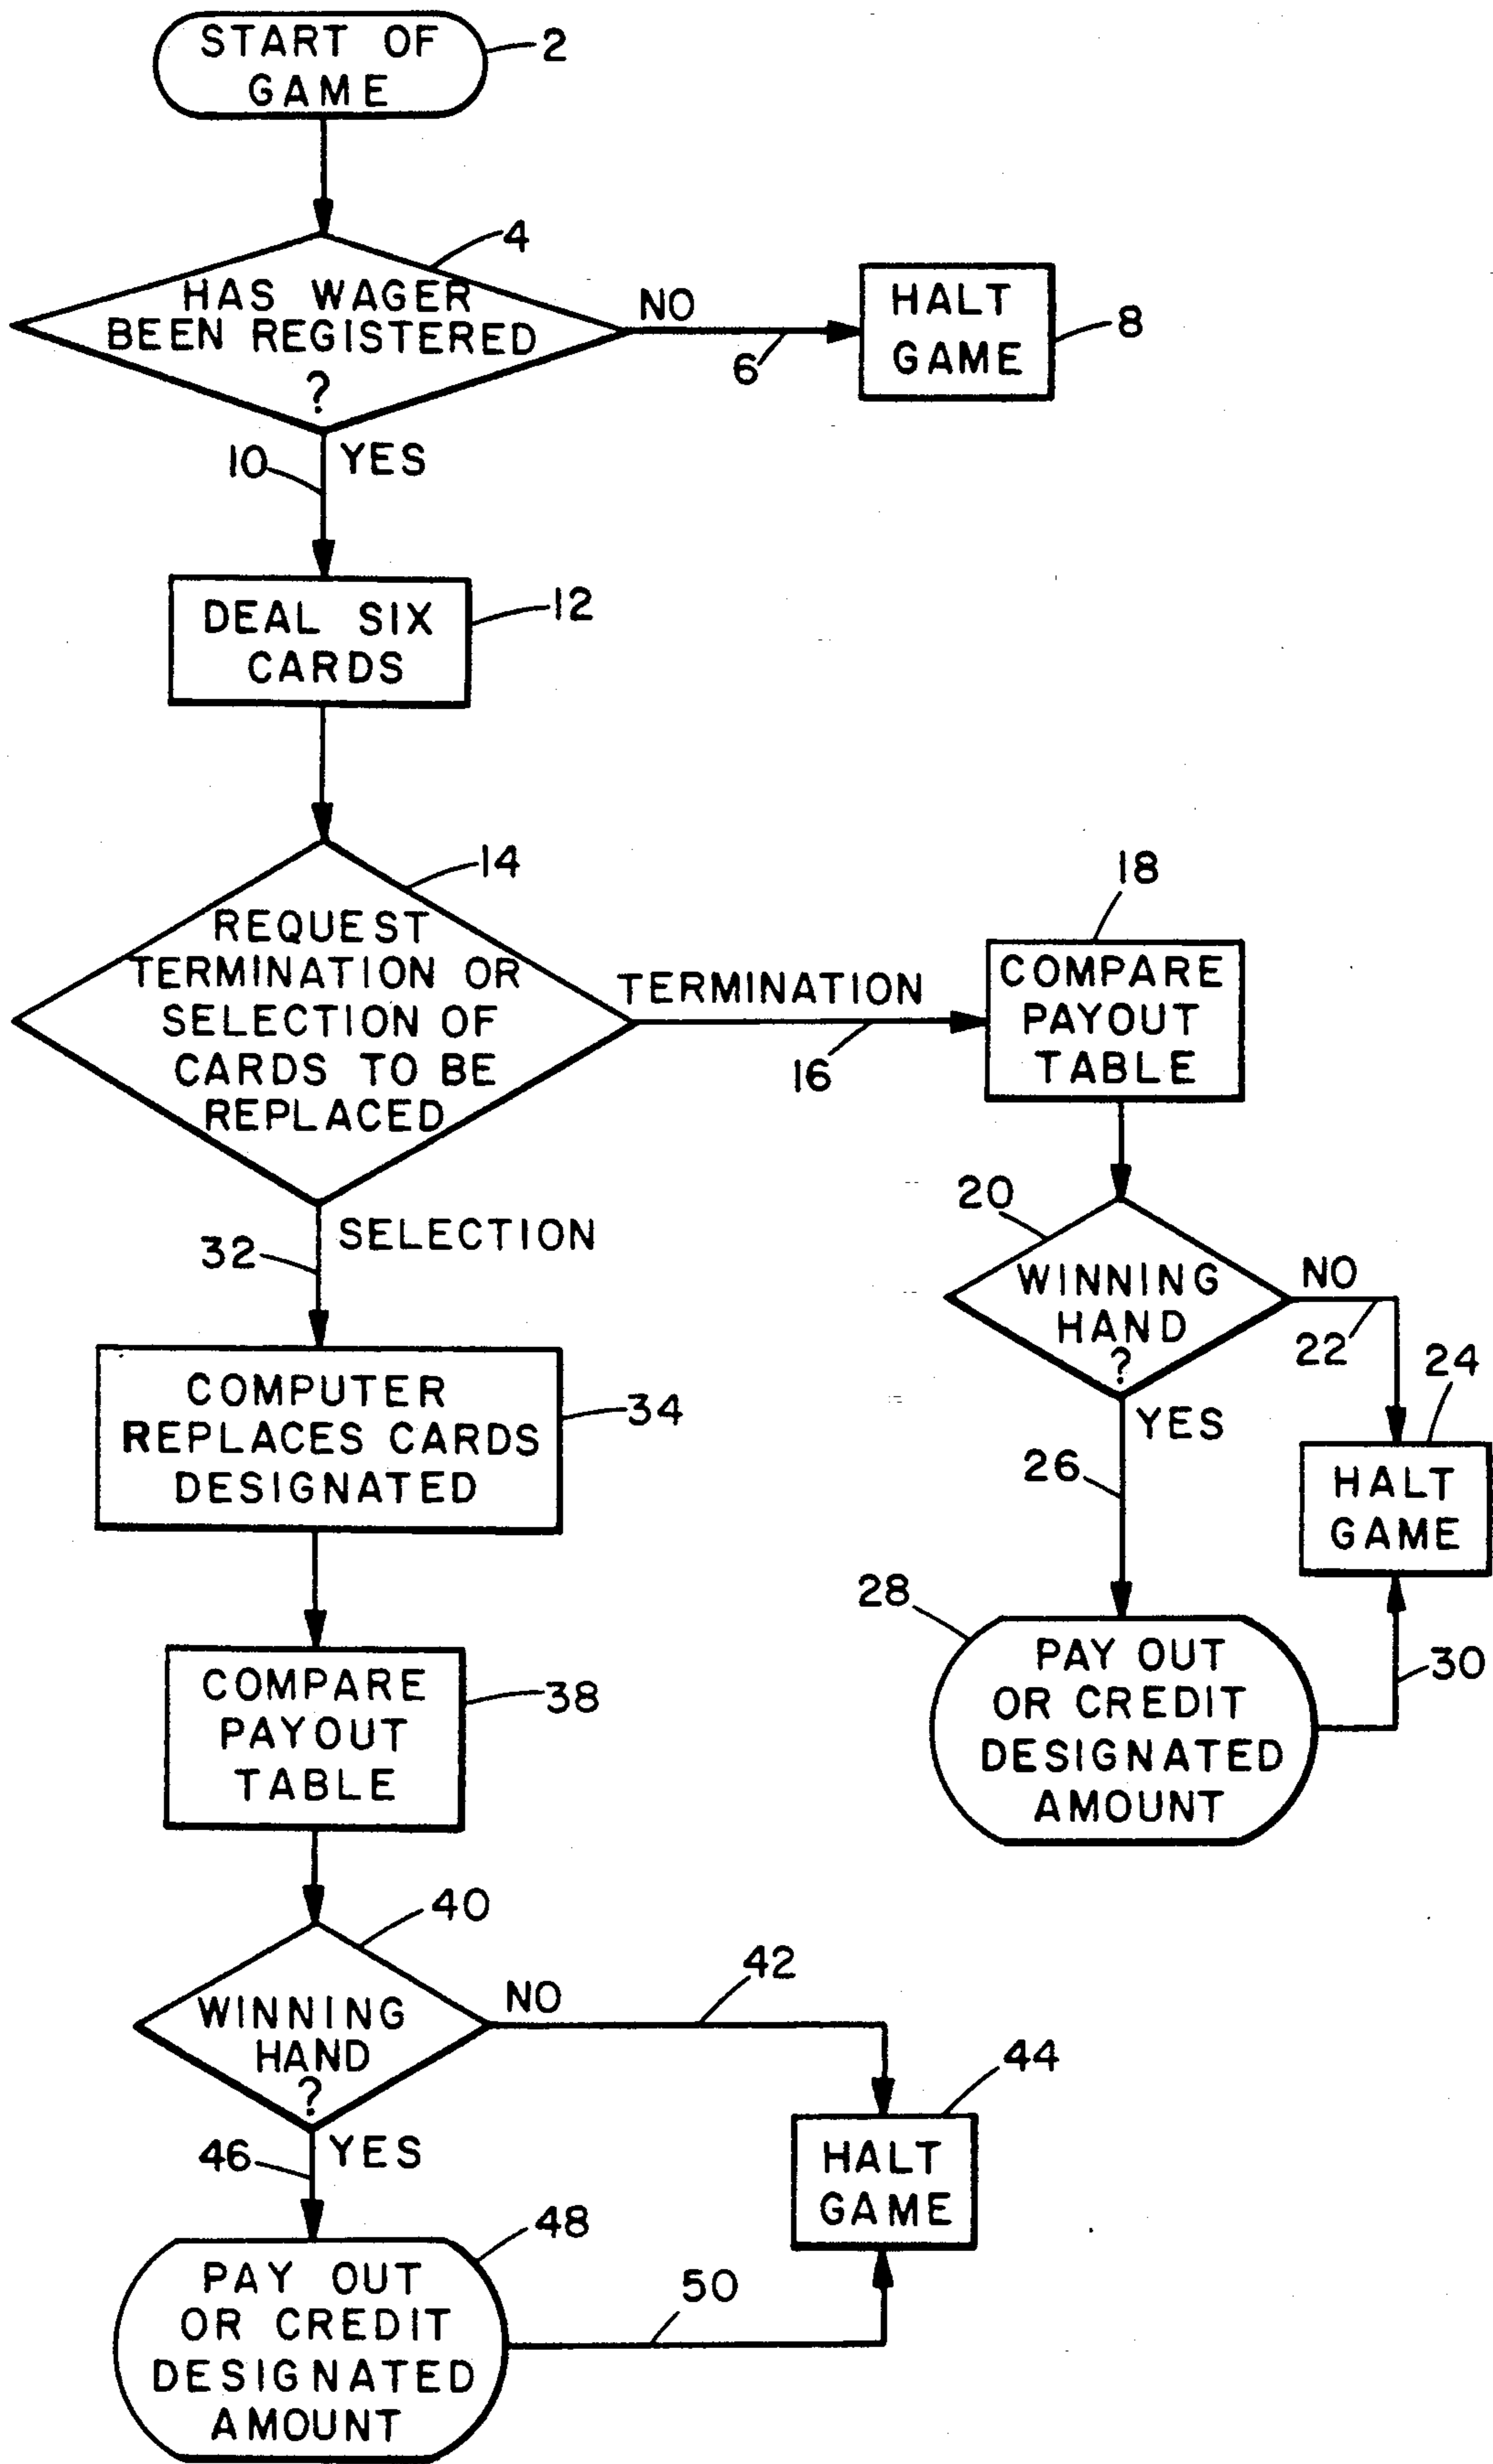 START OF
GAME
2
4
HAS WAGER
BEEN REGISTERED
?
NO
6
HALT
GAME
8
10
YES
DEAL SIX
CARDS
12
14
REQUEST
TERMINATION OR
SELECTION OF
CARDS TO BE
REPLACED
TERMINATION
16
18
COMPARE
PAYOUT
TABLE
20
WINNING
HAND
?
NO
22
24
HALT
GAME
YES
26
28
PAY OUT
OR CREDIT
DESIGNATED
AMOUNT
30
SELECTION
32
COMPUTER
REPLACES CARDS
DESIGNATED
34
COMPARE
PAYOUT
TABLE
38
40
WINNING
HAND
?
NO
42
44
HALT
GAME
YES
46
48
PAY OUT
OR CREDIT
DESIGNATED
AMOUNT
50